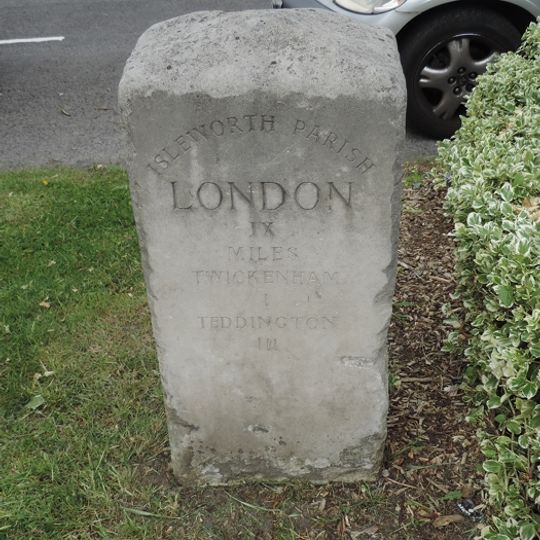 ISLEWORTH PARISH
LONDON
IX
MILES
TWICKENHAM
I
TEDDINGTON
III